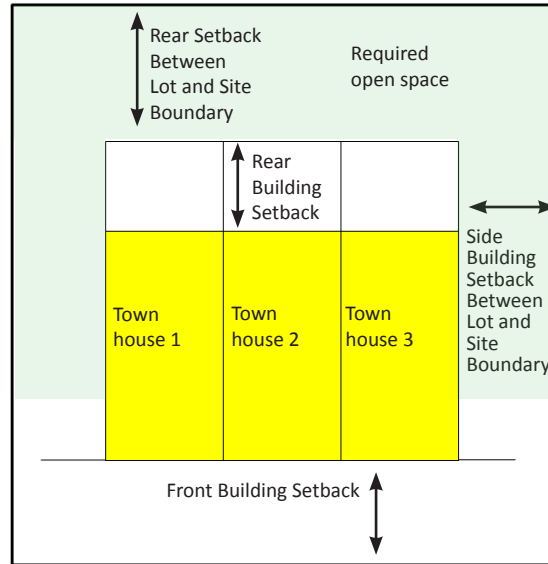 Rear Setback
Between
Lot and Site
Boundary
Required
open space
Rear
Building
Setback
Side
Building
Setback
Between
Lot and
Site
Boundary
Town
house 1
Town
house 2
Town
house 3
Front Building Setback